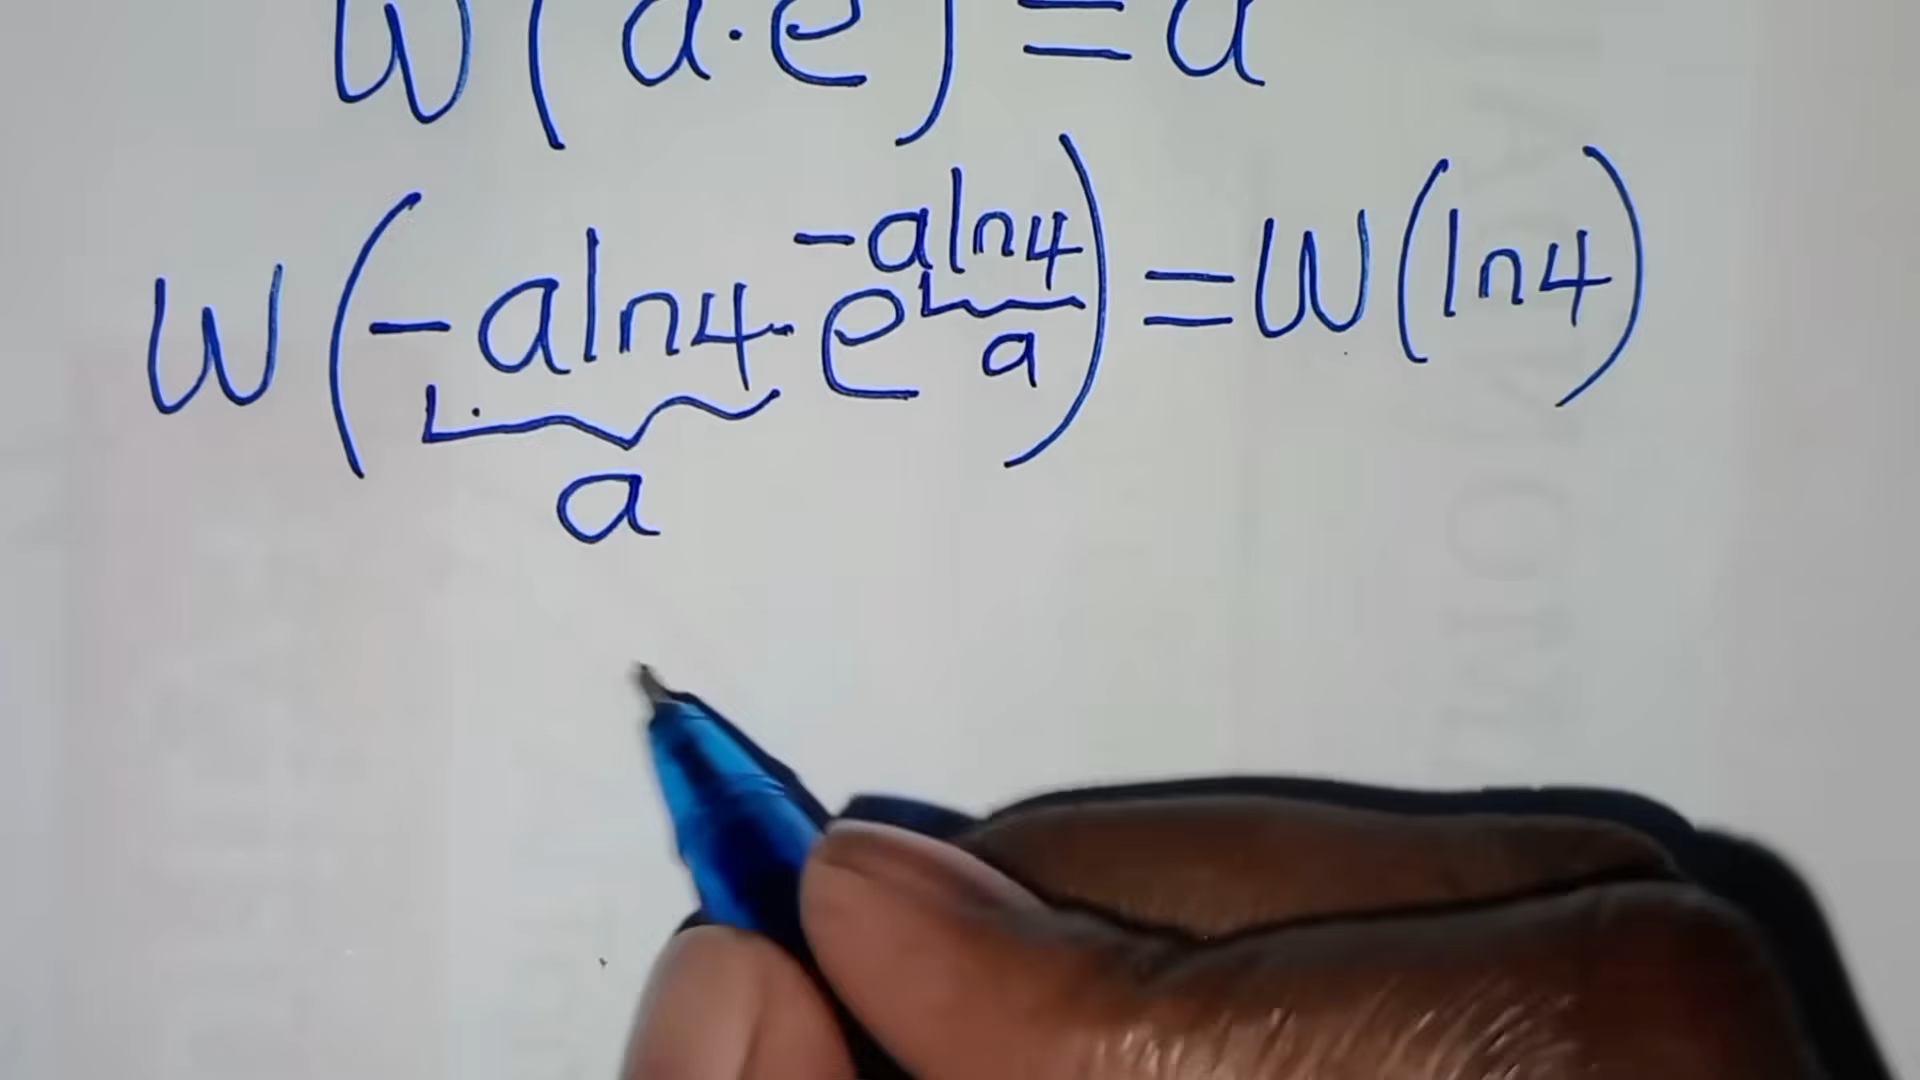 W(a·e) = a
W(-aln4·e^{-aln4}) = W(ln4)
a
a